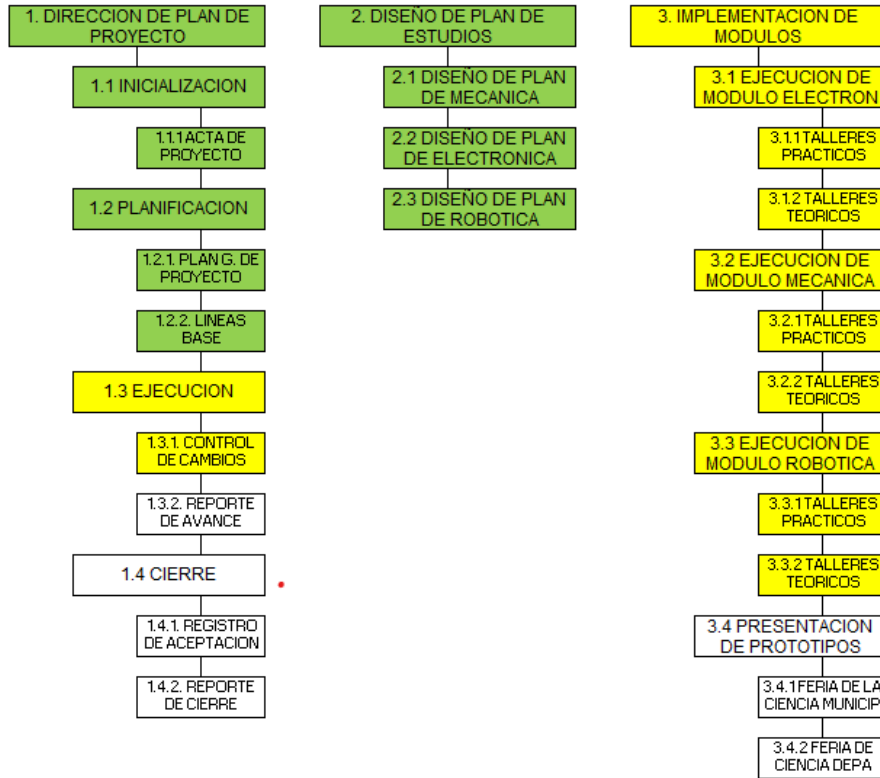 1. DIRECCION DE PLAN DE
PROYECTO
1.1 INICIALIZACION
1.1.1 ACTA DE
PROYECTO
1.2 PLANIFICACION
1.2.1. PLAN G. DE
PROYECTO
1.2.2. LINEAS
BASE
1.3 EJECUCION
1.3.1. CONTROL
DE CAMBIOS
1.3.2. REPORTE
DE AVANCE
1.4 CIERRE
1.4.1. REGISTRO
DE ACEPTACION
1.4.2. REPORTE
DE CIERRE
2. DISEÑO DE PLAN DE
ESTUDIOS
2.1 DISEÑO DE PLAN
DE MECANICA
2.2 DISEÑO DE PLAN
DE ELECTRONICA
2.3 DISEÑO DE PLAN
DE ROBOTICA
3. IMPLEMENTACION DE
MODULOS
3.1 EJECUCION DE
MODULO ELECTRON
3.1.1 TALLERES
PRACTICOS
3.1.2 TALLERES
TEORICOS
3.2 EJECUCION DE
MODULO MECANICA
3.2.1 TALLERES
PRACTICOS
3.2.2 TALLERES
TEORICOS
3.3 EJECUCION DE
MODULO ROBOTICA
3.3.1 TALLERES
PRACTICOS
3.3.2 TALLERES
TEORICOS
3.4 PRESENTACION
DE PROTOTIPOS
3.4.1 FERIA DE LA
CIENCIA MUNICIP
3.4.2 FERIA DE
CIENCIA DEPA